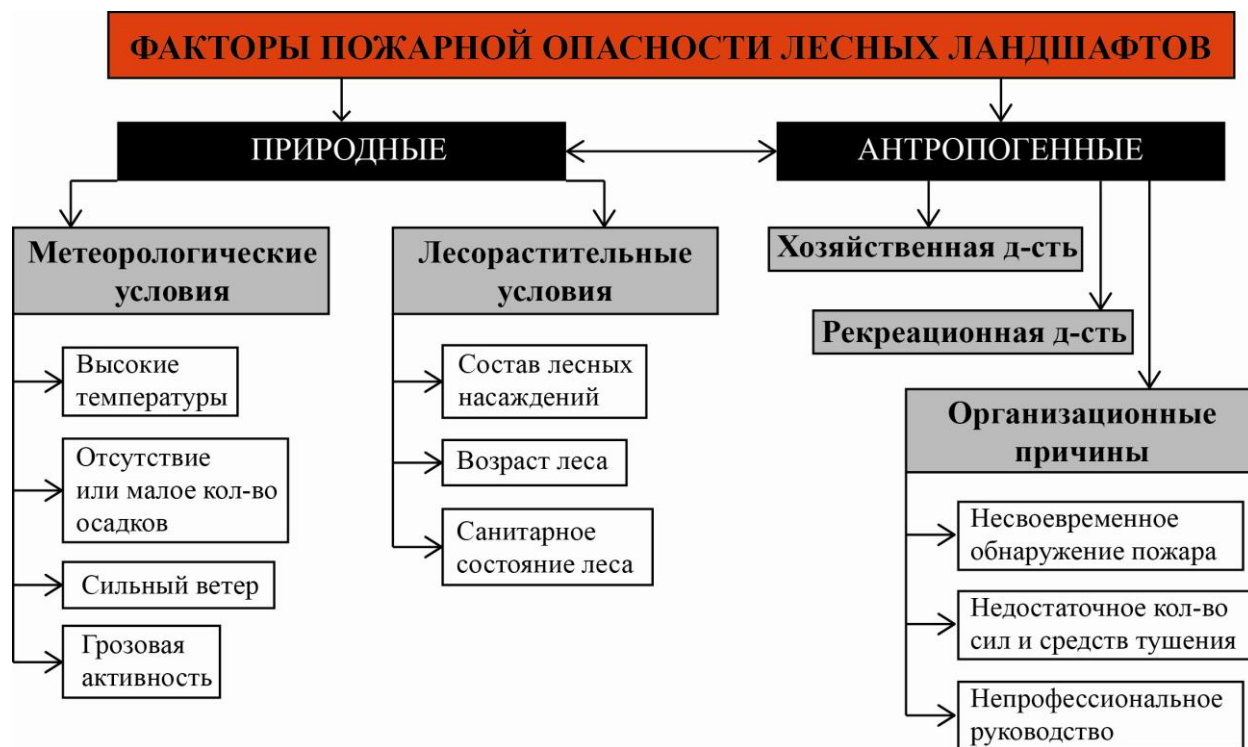 ФАКТОРЫ ПОЖАРНОЙ ОПАСНОСТИ ЛЕСНЫХ ЛАНДШАФТОВ
ПРИРОДНЫЕ
АНТРОПОГЕННЫЕ
Метеорологические
условия
Высокие
температуры
Отсутствие
или малое кол-во
осадков
Сильный ветер
Грозовая
активность
Лесорастительные
условия
Состав лесных
насаждений
Возраст леса
Санитарное
состояние леса
Хозяйственная д-сть
Рекреационная д-сть
Организационные
причины
Несвоевременное
обнаружение пожара
Недостаточное кол-во
сил и средств тушения
Непрофессиональное
руководство